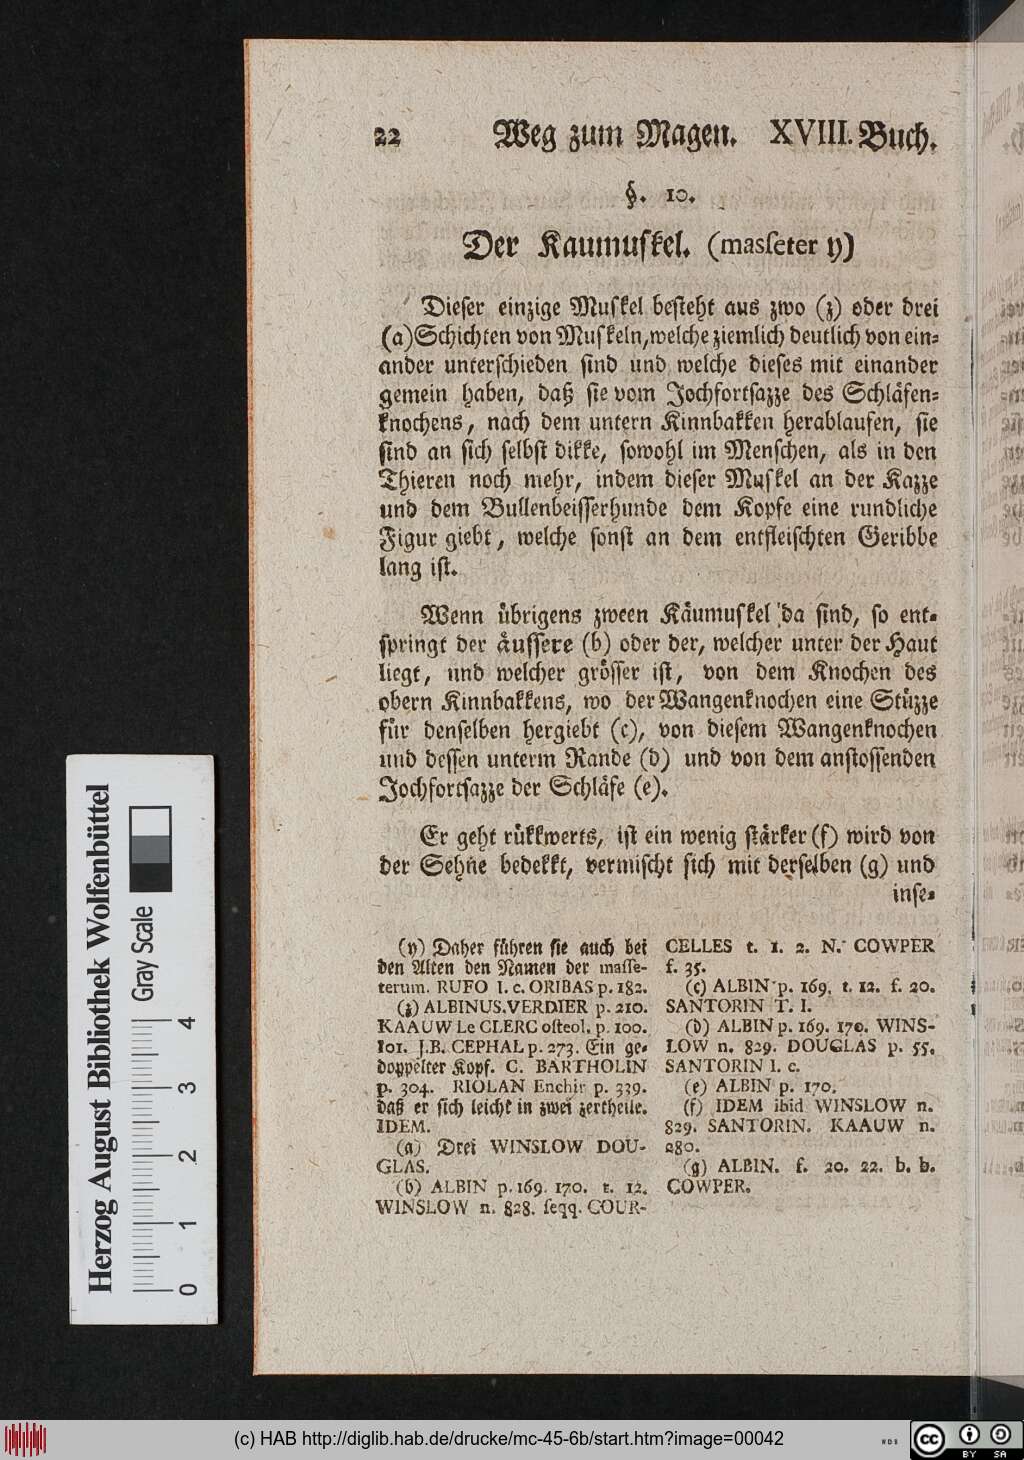 22 Weg zum Magen. XVIII. Buch.
§. 10.
Der Kaumuskel. (masseter y)
Dieser einzige Muskel besteht aus zwo (z) oder drei
(a) Schichten von Muskeln, welche ziemlich deutlich von ein=
ander unterschieden sind und welche dieses mit einander
gemein haben, daß sie vom Jochfortsazze des Schläfen=
knochens, nach dem untern Kinnbakken herablaufen, sie
sind an sich selbst dikke, sowohl im Menschen, als in den
Thieren noch mehr, indem dieser Muskel an der Kazze
und dem Bullenbeisserhunde dem Kopfe eine rundliche
Figur giebt, welche sonst an dem entfleischten Geribbe
lang ist.
Wenn übrigens zween Käumuskel da sind, so ent=
springt der äussere (b) oder der, welcher unter der Haut
liegt, und welcher grösser ist, von dem Knochen des
obern Kinnbakkens, wo der Wangenknochen eine Stüzze
für denselben hergiebt (c), von diesem Wangenknochen
und dessen unterm Rande (d) und von dem anstossenden
Jochfortsazze der Schläfe (e).
Er geht rükkwerts, ist ein wenig stärker (f) wird von
der Sehne bedekkt, vermischt sich mit derselben (g) und
inse=
(y) Daher führen sie auch bei
den Alten den Namen der masse-
terum. RUFO l. c. ORIBAS p. 182.
(z) ALBINUS. VERDIER p. 210.
KAAUW Le CLERC osteol. p. 100.
101. J.B. CEPHAL p. 273. Ein ge=
doppelter Kopf. C. BARTHOLIN
p. 304. RIOLAN Enchir p. 339.
daß er sich leicht in zwei zertheile.
IDEM.
(a) Drei WINSLOW DOU-
GLAS.
(b) ALBIN p. 169. 170. t. 12.
WINSLOW n. 828. seqq. COUR-
CELLES t. 1. 2. N. COWPER
f. 35.
(c) ALBIN p. 169. t. 12. f. 20.
SANTORIN T. I.
(d) ALBIN p. 169. 170. WINS-
LOW n. 829. DOUGLAS p. 55.
SANTORIN l. c.
(e) ALBIN p. 170.
(f) IDEM ibid WINSLOW n.
829. SANTORIN. KAAUW n.
280.
(g) ALBIN. f. 20. 22. b. b.
COWPER.
Herzog August Bibliothek Wolfenbüttel
Gray Scale
0 1 2 3 4
(c) HAB http://diglib.hab.de/drucke/mc-45-6b/start.htm?image=00042
cc BY SA